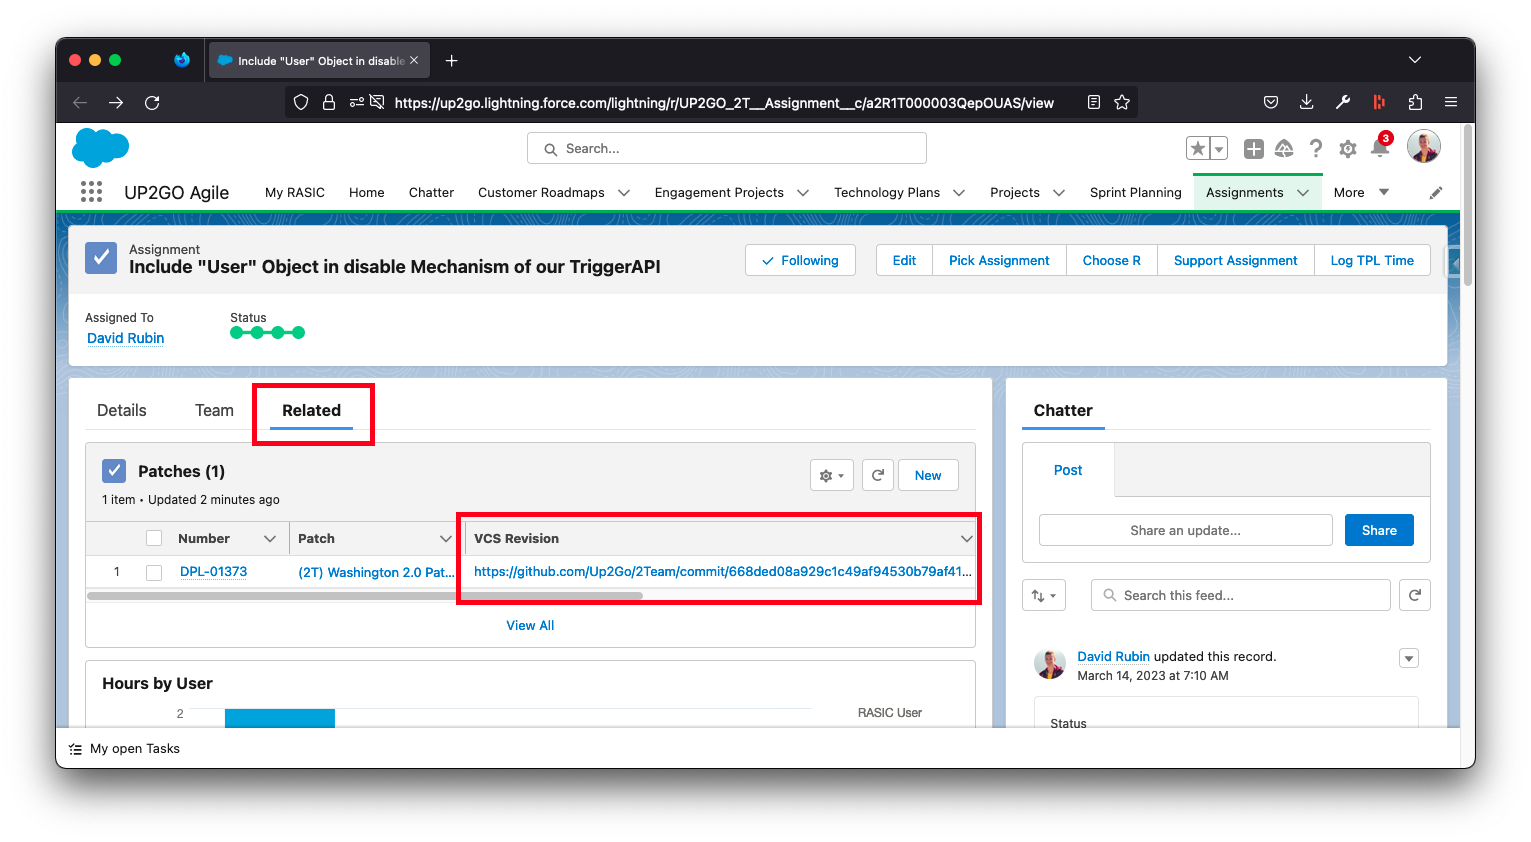 Include "User" Object in disable
https://up2go.lightning.force.com/lightning/r/UP2GO_2T__Assignment__c/a2R1T000003QepOUAS/view
Search...
3
UP2GO Agile
My RASIC
Home
Chatter
Customer Roadmaps
Engagement Projects
Technology Plans
Projects
Sprint Planning
Assignments
More
Assignment
Include "User" Object in disable Mechanism of our TriggerAPI
Following
Edit
Pick Assignment
Choose R
Support Assignment
Log TPL Time
Assigned To
David Rubin
Status
Details
Team
Related
Patches (1)
1 item • Updated 2 minutes ago
New
Number
Patch
VCS Revision
1
DPL-01373
(2T) Washington 2.0 Pat...
https://github.com/Up2Go/2Team/commit/668ded08a929c1c49af94530b79af41...
View All
Hours by User
2
RASIC User
Chatter
Post
Share an update...
Share
Search this feed...
David Rubin updated this record.
March 14, 2023 at 7:10 AM
Status
My open Tasks